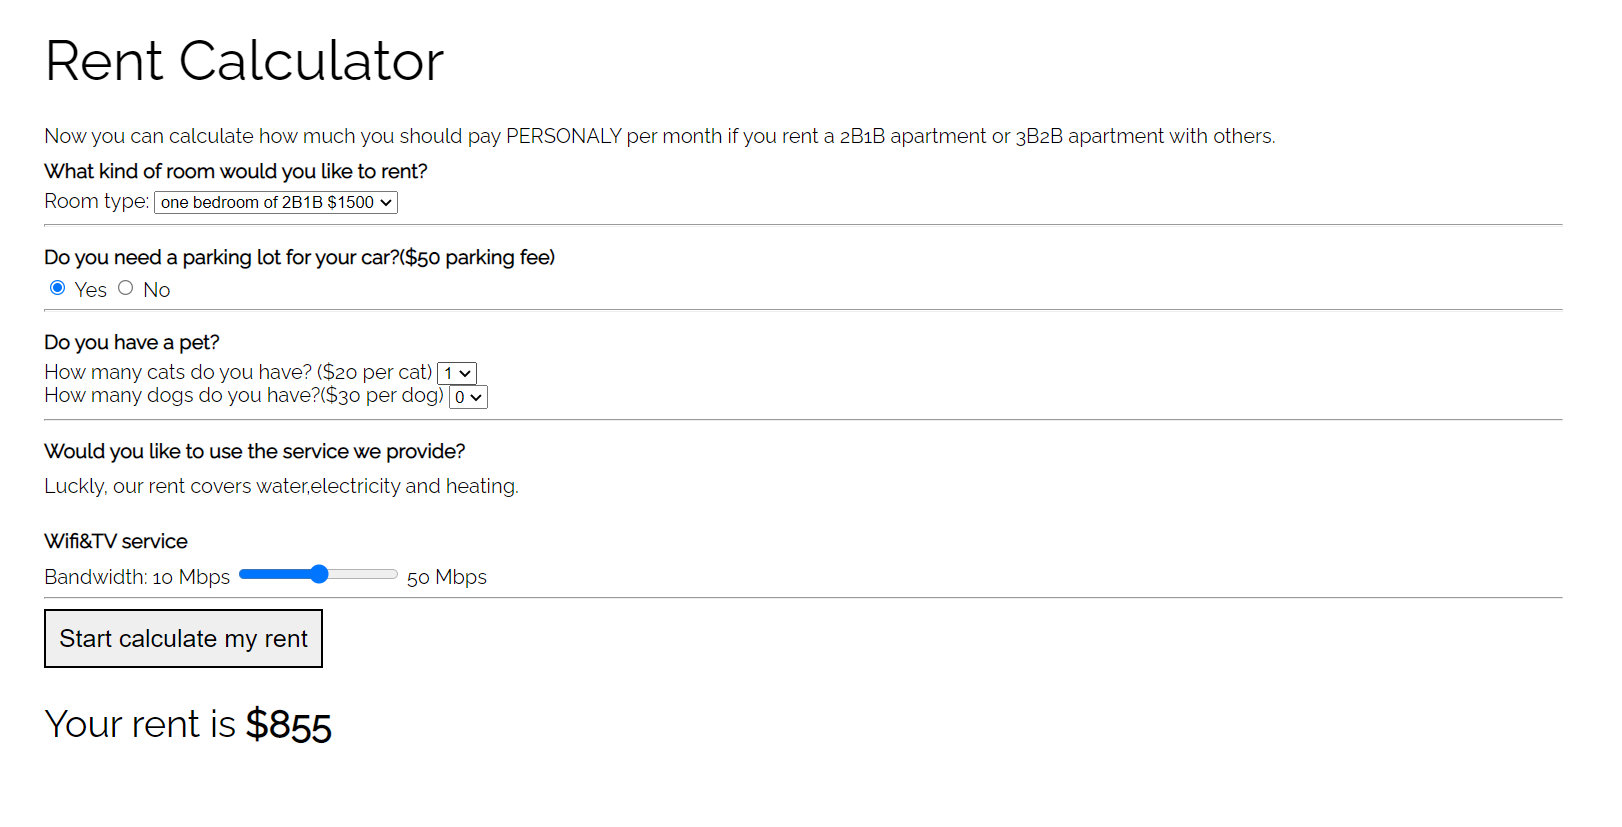 Rent Calculator
Now you can calculate how much you should pay PERSONALY per month if you rent a 2B1B apartment or 3B2B apartment with others.
What kind of room would you like to rent?
Room type: one bedroom of 2B1B $1500
Do you need a parking lot for your car?($50 parking fee)
Yes No
Do you have a pet?
How many cats do you have? ($20 per cat) 1
How many dogs do you have?($30 per dog) 0
Would you like to use the service we provide?
Luckly, our rent covers water,electricity and heating.
Wifi&TV service
Bandwidth: 10 Mbps 50 Mbps
Start calculate my rent
Your rent is $855